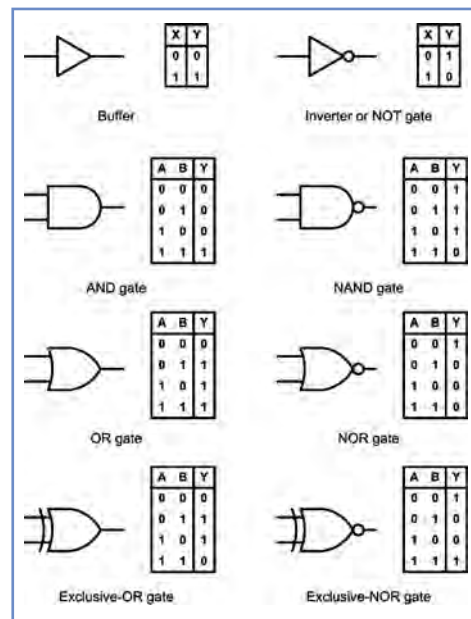 X Y
0 0
1 1
Buffer
X Y
0 1
1 0
Inverter or NOT gate
A B Y
0 0 0
0 1 0
1 0 0
1 1 1
AND gate
A B Y
0 0 1
0 1 1
1 0 1
1 1 0
NAND gate
A B Y
0 0 0
0 1 1
1 0 1
1 1 1
OR gate
A B Y
0 0 1
0 1 0
1 0 0
1 1 0
NOR gate
A B Y
0 0 0
0 1 1
1 0 1
1 1 0
Exclusive-OR gate
A B Y
0 0 1
0 1 0
1 0 0
1 1 1
Exclusive-NOR gate